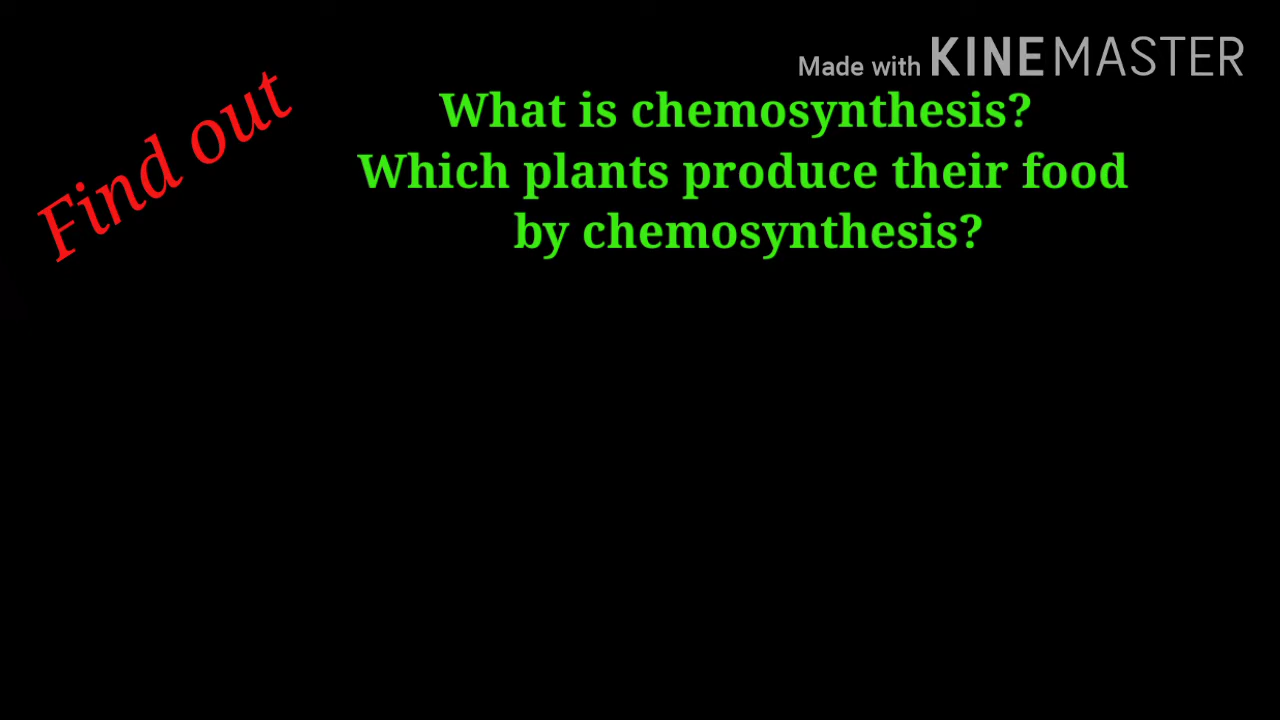 Made with KINEMASTER
Find out
What is chemosynthesis?
Which plants produce their food
by chemosynthesis?